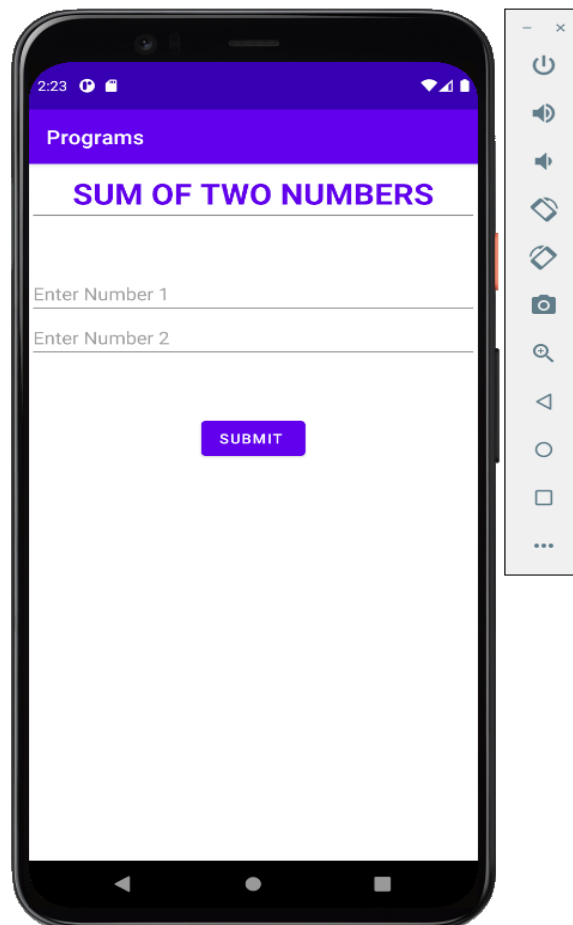 2:23
Programs
SUM OF TWO NUMBERS
Enter Number 1
Enter Number 2
SUBMIT